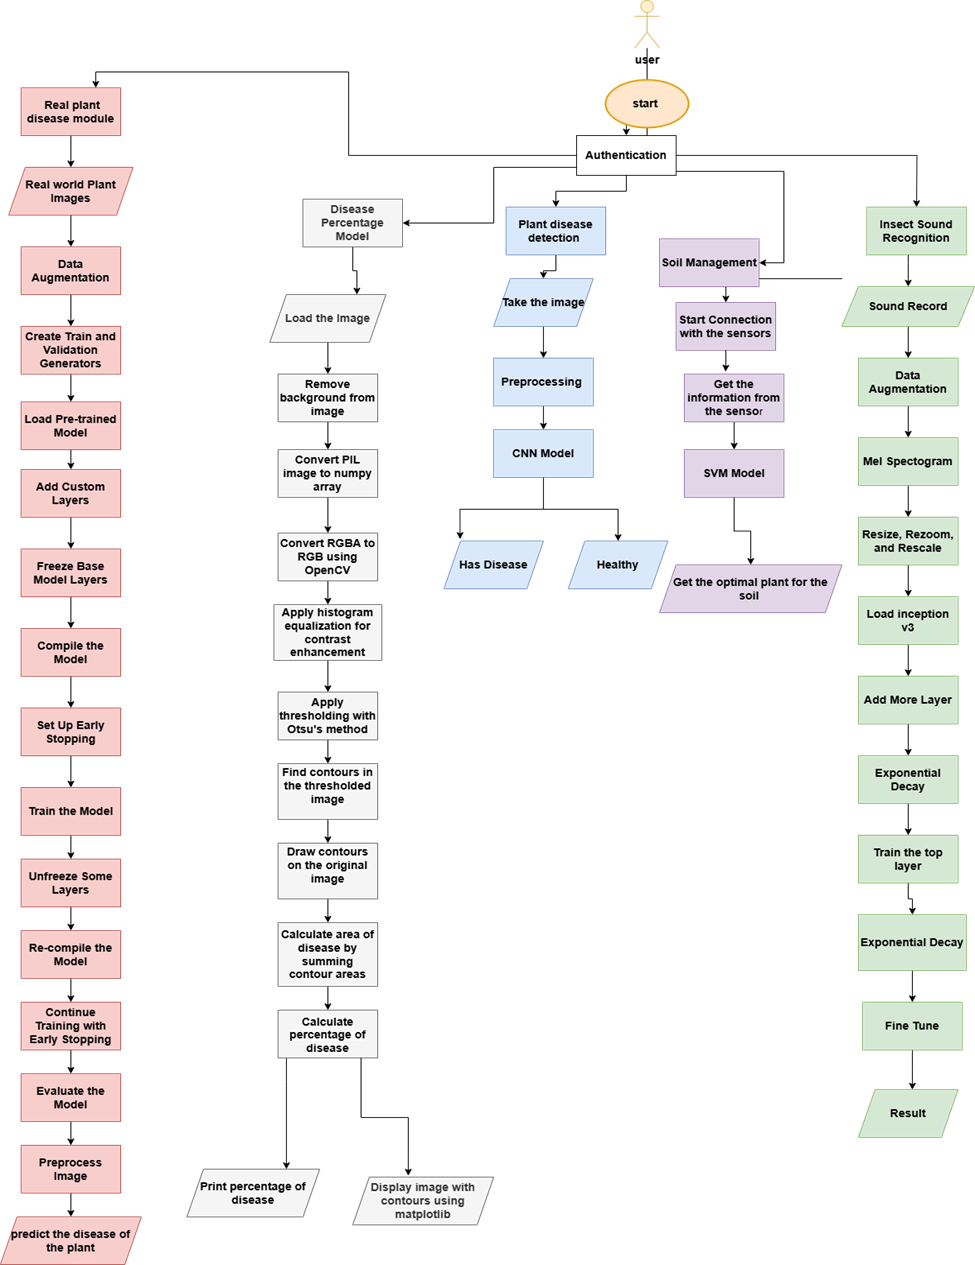 user
start
Authentication
Real plant
disease module
Real world Plant
Images
Data
Augmentation
Create Train and
Validation
Generators
Load Pre-trained
Model
Add Custom
Layers
Freeze Base
Model Layers
Compile the
Model
Set Up Early
Stopping
Train the Model
Unfreeze Some
Layers
Re-compile the
Model
Continue
Training with
Early Stopping
Evaluate the
Model
Preprocess
Image
predict the disease of
the plant
Disease
Percentage
Model
Load the Image
Remove
background from
image
Convert PIL
image to numpy
array
Convert RGBA to
RGB using
OpenCV
Apply histogram
equalization for
contrast
enhancement
Apply
thresholding with
Otsu's method
Find contours in
the thresholded
image
Draw contours
on the original
image
Calculate area of
disease by
summing
contour areas
Calculate
percentage of
disease
Print percentage of
disease
Display image with
contours using
matplotlib
Plant disease
detection
Take the image
Preprocessing
CNN Model
Has Disease
Healthy
Soil Management
Start Connection
with the sensors
Get the
information from
the sensor
SVM Model
Get the optimal plant for the
soil
Insect Sound
Recognition
Sound Record
Data
Augmentation
Mel Spectogram
Resize, Rezoom,
and Rescale
Load inception
v3
Add More Layer
Exponential
Decay
Train the top
layer
Exponential Decay
Fine Tune
Result